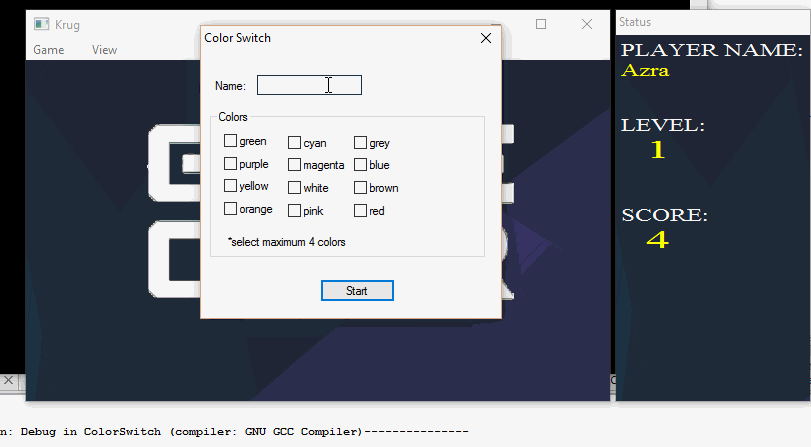 Krug
Game View
Color Switch
Name:
Colors
green cyan grey
purple magenta blue
yellow white brown
orange pink red
*select maximum 4 colors
Start
Status
PLAYER NAME:
Azra
LEVEL:
1
SCORE:
4
n: Debug in ColorSwitch (compiler: GNU GCC Compiler)---------------